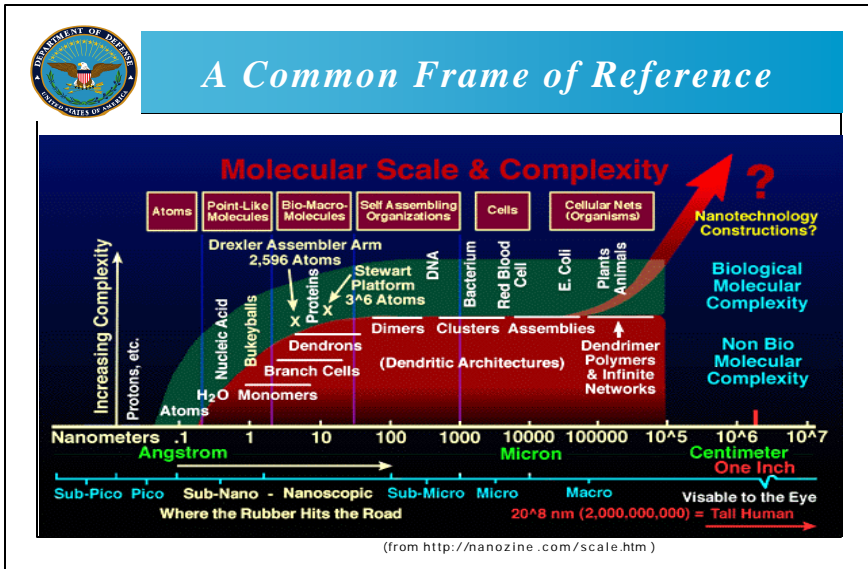 DEPARTMENT OF DEFENSE
UNITED STATES OF AMERICA
A Common Frame of Reference
Molecular Scale & Complexity
?
Atoms
Point-Like
Molecules
Bio-Macro-
Molecules
Self Assembling
Organizations
Cells
Cellular Nets
(Organisms)
Nanotechnology
Constructions?
Drexler Assembler Arm
2,596 Atoms
Stewart
Platform
3^6 Atoms
X
X
Increasing Complexity
Protons, etc.
Nucleic Acid
Bukeyballs
Proteins
DNA
Bacterium
Red Blood
Cell
E. Coli
Plants
Animals
Biological
Molecular
Complexity
Non Bio
Molecular
Complexity
Dimers
Clusters
Assemblies
Dendrons
(Dendritic Architectures)
Dendrimer
Polymers
& Infinite
Networks
Branch Cells
H2O
Monomers
Atoms
Nanometers .1 1 10 100 1000 10000 100000 10^5 10^6 10^7
Angstrom
Micron
Centimeter
One Inch
Sub-Pico Pico Sub-Nano - Nanoscopic Sub-Micro Micro Macro
Visable to the Eye
Where the Rubber Hits the Road
20^8 nm (2,000.000,000) = Tall Human
(from http://nanozine.com/scale.htm)